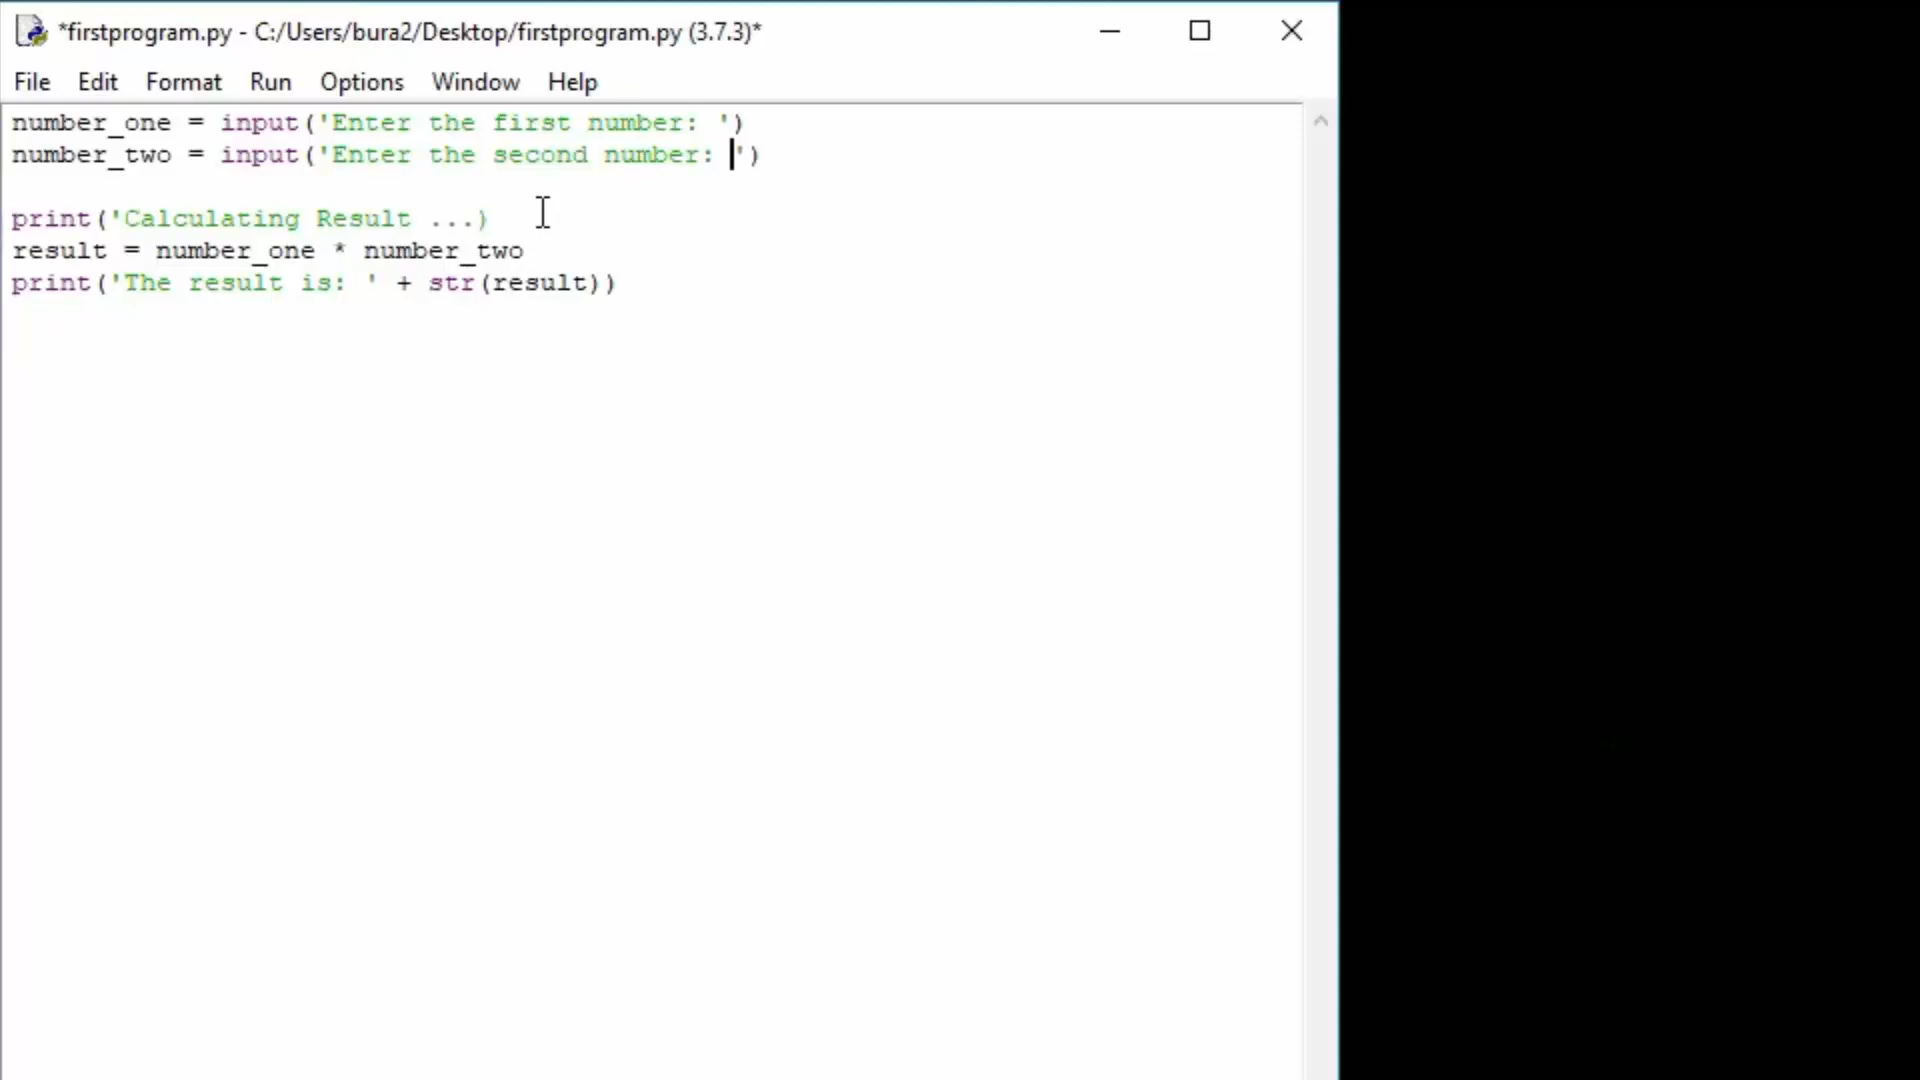 *firstprogram.py - C:/Users/bura2/Desktop/firstprogram.py (3.7.3)*
File Edit Format Run Options Window Help
number_one = input('Enter the first number: ')
number_two = input('Enter the second number: ')
print('Calculating Result ...)
result = number_one * number_two
print('The result is: ' + str(result))